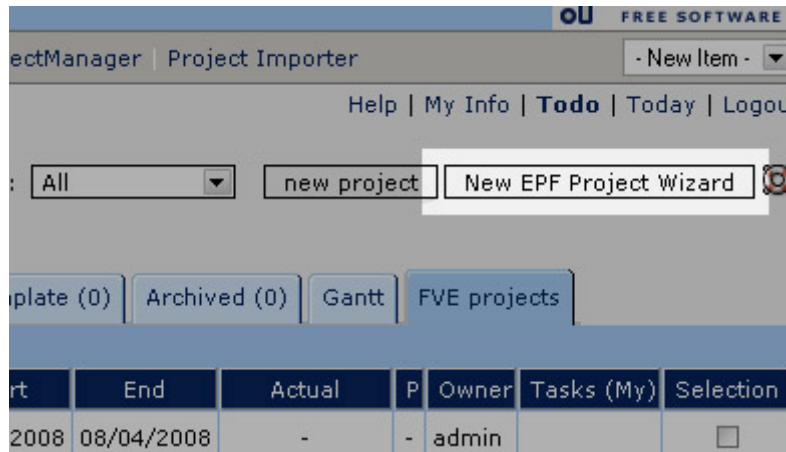 OU FREE SOFTWARE
ectManager | Project Importer - New Item -
Help | My Info | Todo | Today | Logou
: All new project New EPF Project Wizard
plate (0) Archived (0) Gantt FVE projects
rt End Actual P Owner Tasks (My) Selection
2008 08/04/2008 - - admin